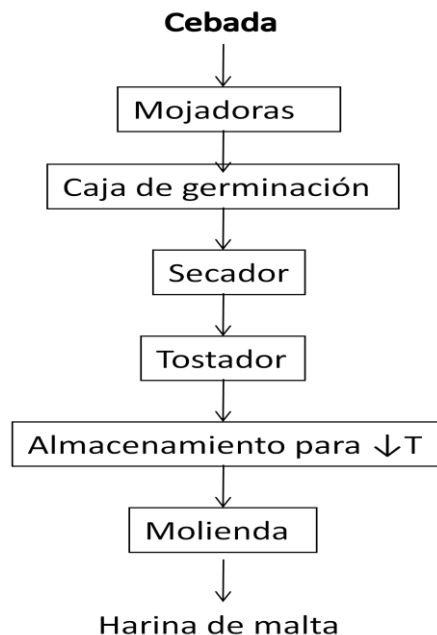 Cebada
Mojadoras
Caja de germinación
Secador
Tostador
Almacenamiento para ↓T
Molienda
Harina de malta